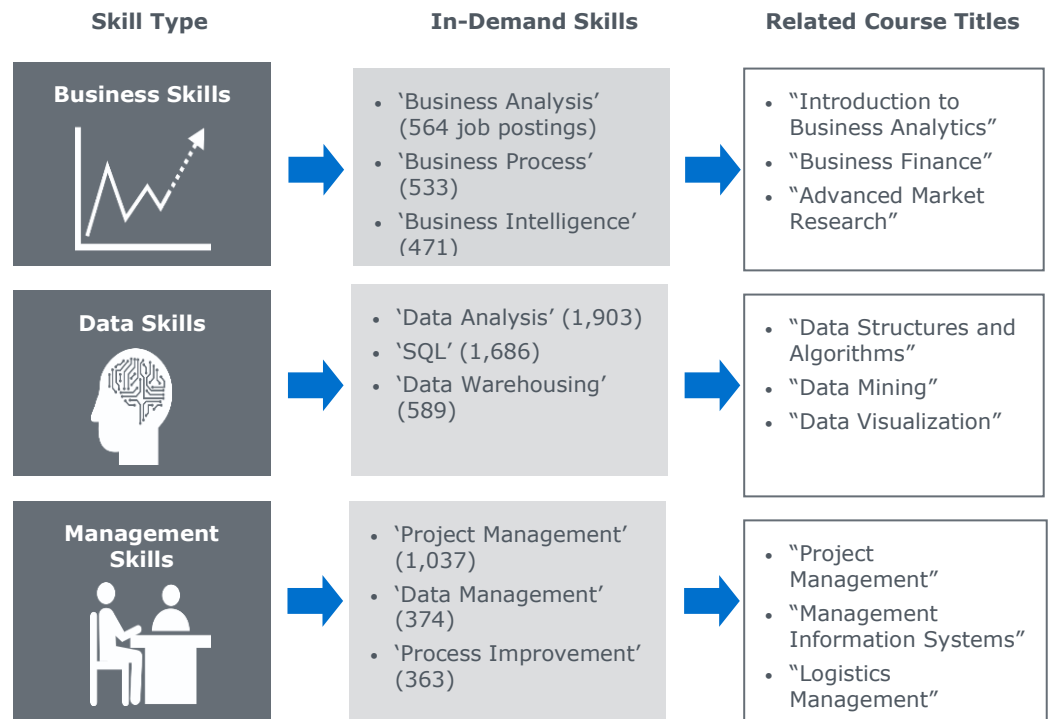 Skill Type
In-Demand Skills
Related Course Titles
Business Skills
• ‘Business Analysis’
(564 job postings)
• ‘Business Process’
(533)
• ‘Business Intelligence’
(471)
• “Introduction to
Business Analytics”
• “Business Finance”
• “Advanced Market
Research”
Data Skills
• ‘Data Analysis’ (1,903)
• ‘SQL’ (1,686)
• ‘Data Warehousing’
(589)
• “Data Structures and
Algorithms”
• “Data Mining”
• “Data Visualization”
Management
Skills
• ‘Project Management’
(1,037)
• ‘Data Management’
(374)
• ‘Process Improvement’
(363)
• “Project
Management”
• “Management
Information Systems”
• “Logistics
Management”